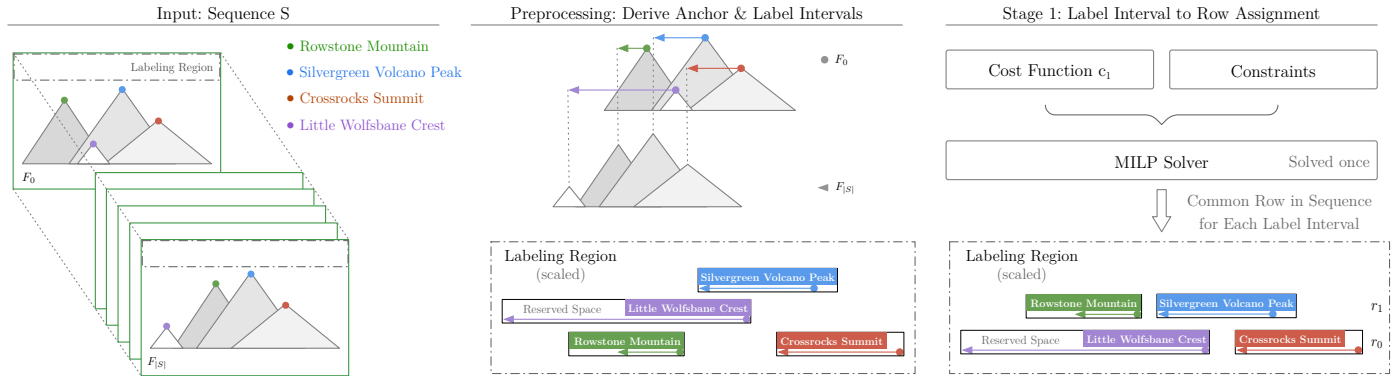 Input: Sequence S
Labeling Region
Rowstone Mountain
Silvergreen Volcano Peak
Crossrocks Summit
Little Wolfsbane Crest
F0
F|S|
Preprocessing: Derive Anchor & Label Intervals
F0
F|S|
Labeling Region
(scaled)
Silvergreen Volcano Peak
Reserved Space Little Wolfsbane Crest
Rowstone Mountain Crossrocks Summit
Stage 1: Label Interval to Row Assignment
Cost Function c1 Constraints
MILP Solver Solved once
Common Row in Sequence
for Each Label Interval
Labeling Region
(scaled)
Rowstone Mountain Silvergreen Volcano Peak r1
Reserved Space Little Wolfsbane Crest Crossrocks Summit r0